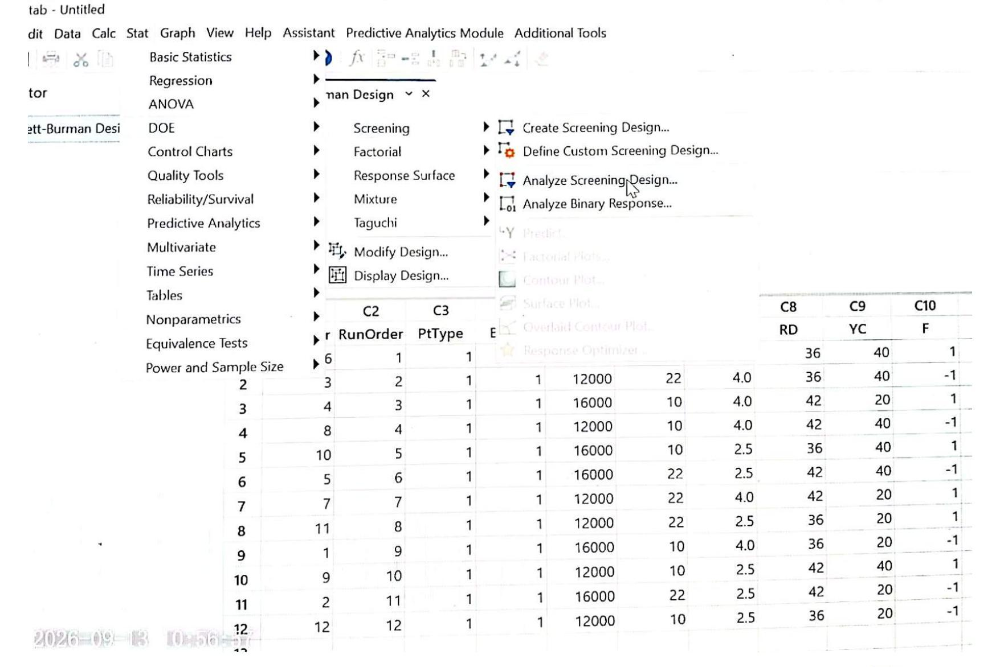 tab - Untitled
dit Data Calc Stat Graph View Help Assistant Predictive Analytics Module Additional Tools
Basic Statistics
fx
Regression
tor
man Design
ANOVA
ett-Burman Desi
DOE
Screening
Create Screening Design...
Control Charts
Factorial
Define Custom Screening Design...
Quality Tools
Response Surface
Analyze Screening Design...
Reliability/Survival
Mixture
Analyze Binary Response...
Predictive Analytics
Taguchi
Predict...
Multivariate
Modify Design...
Factorial Plots...
Time Series
Display Design...
Contour Plot...
Tables
Surface Plot...
Nonparametrics
Overlaid Contour Plot...
Equivalence Tests
Response Optimizer...
Power and Sample Size
C2 C3 C8 C9 C10
r RunOrder PtType E RD YC F
6 1 1 36 40 1
2 3 2 1 1 12000 22 4.0 36 40 -1
3 4 3 1 1 16000 10 4.0 42 20 1
4 8 4 1 1 12000 10 4.0 42 40 -1
5 10 5 1 1 16000 10 2.5 36 40 1
6 5 6 1 1 16000 22 2.5 42 40 -1
7 7 7 1 1 12000 22 4.0 42 20 1
8 11 8 1 1 12000 22 2.5 36 20 1
9 1 9 1 1 16000 10 4.0 36 20 -1
10 9 10 1 1 12000 10 2.5 42 40 1
11 2 11 1 1 16000 22 2.5 42 20 -1
12 12 12 1 1 12000 10 2.5 36 20 -1
2026-09-13 10:56:57